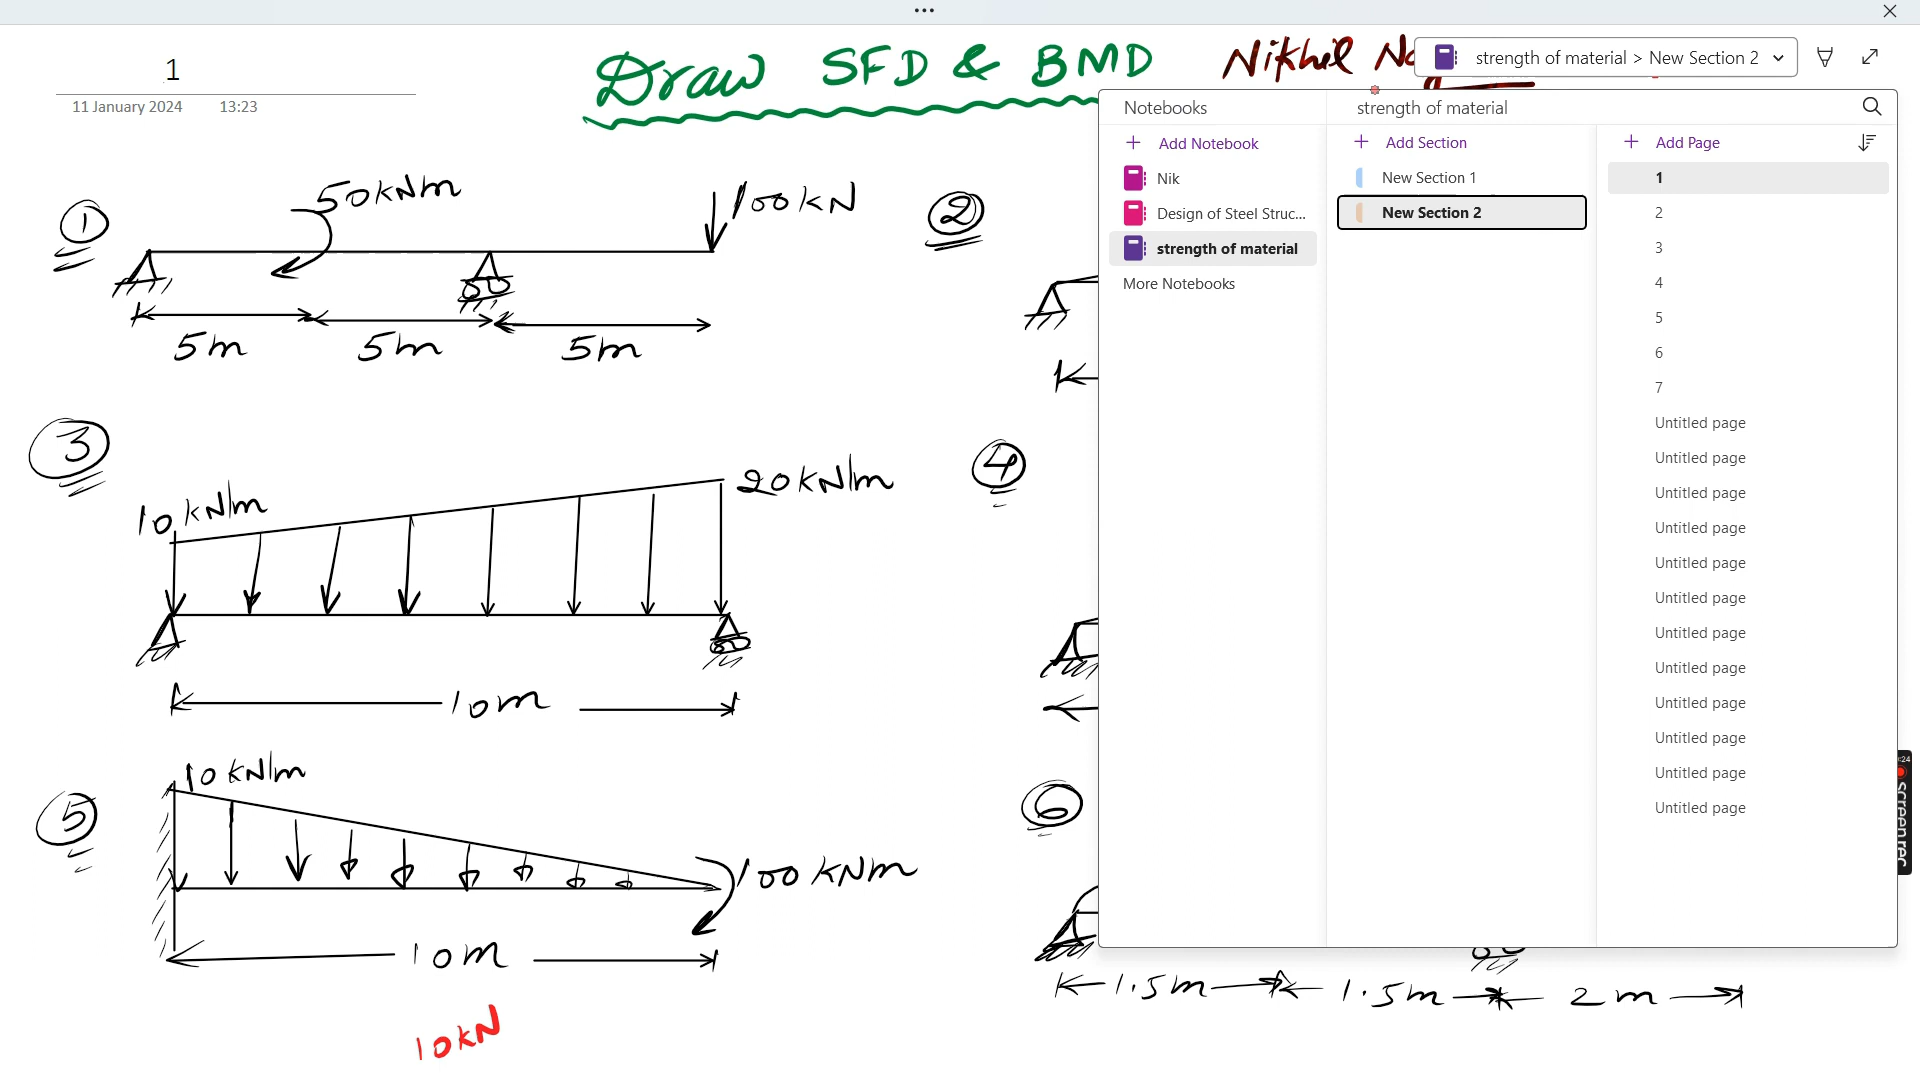 1
11 January 2024 13:23
Draw SFD & BMD Nikhil
strength of material > New Section 2
Notebooks
Add Notebook
Nik
Design of Steel Struc...
strength of material
More Notebooks
strength of material
Add Section
New Section 1
New Section 2
Add Page
1
2
3
4
5
6
7
Untitled page
Untitled page
Untitled page
Untitled page
Untitled page
Untitled page
Untitled page
Untitled page
Untitled page
Untitled page
Untitled page
Untitled page
1
50kNm
100kN
5m 5m 5m
2
3
10kN/m
20kN/m
10m
4
5
10kN/m
100kNm
10m
6
1.5m 1.5m 2m
10kN
screen rec